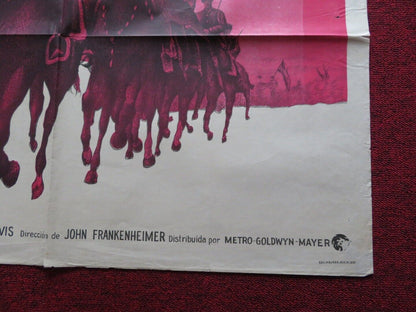 VIS Dirección de JOHN FRANKENHEIMER Distribuida por METRO-GOLDWYN-MAYER